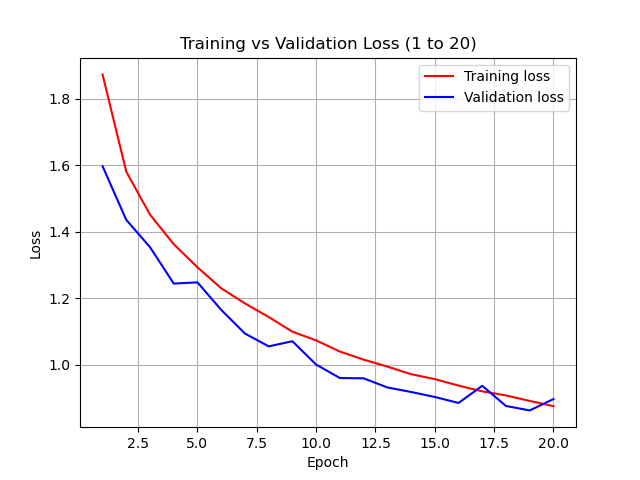 Training vs Validation Loss (1 to 20)
Training loss
Validation loss
Loss
1.8
1.6
1.4
1.2
1.0
2.5 5.0 7.5 10.0 12.5 15.0 17.5 20.0
Epoch